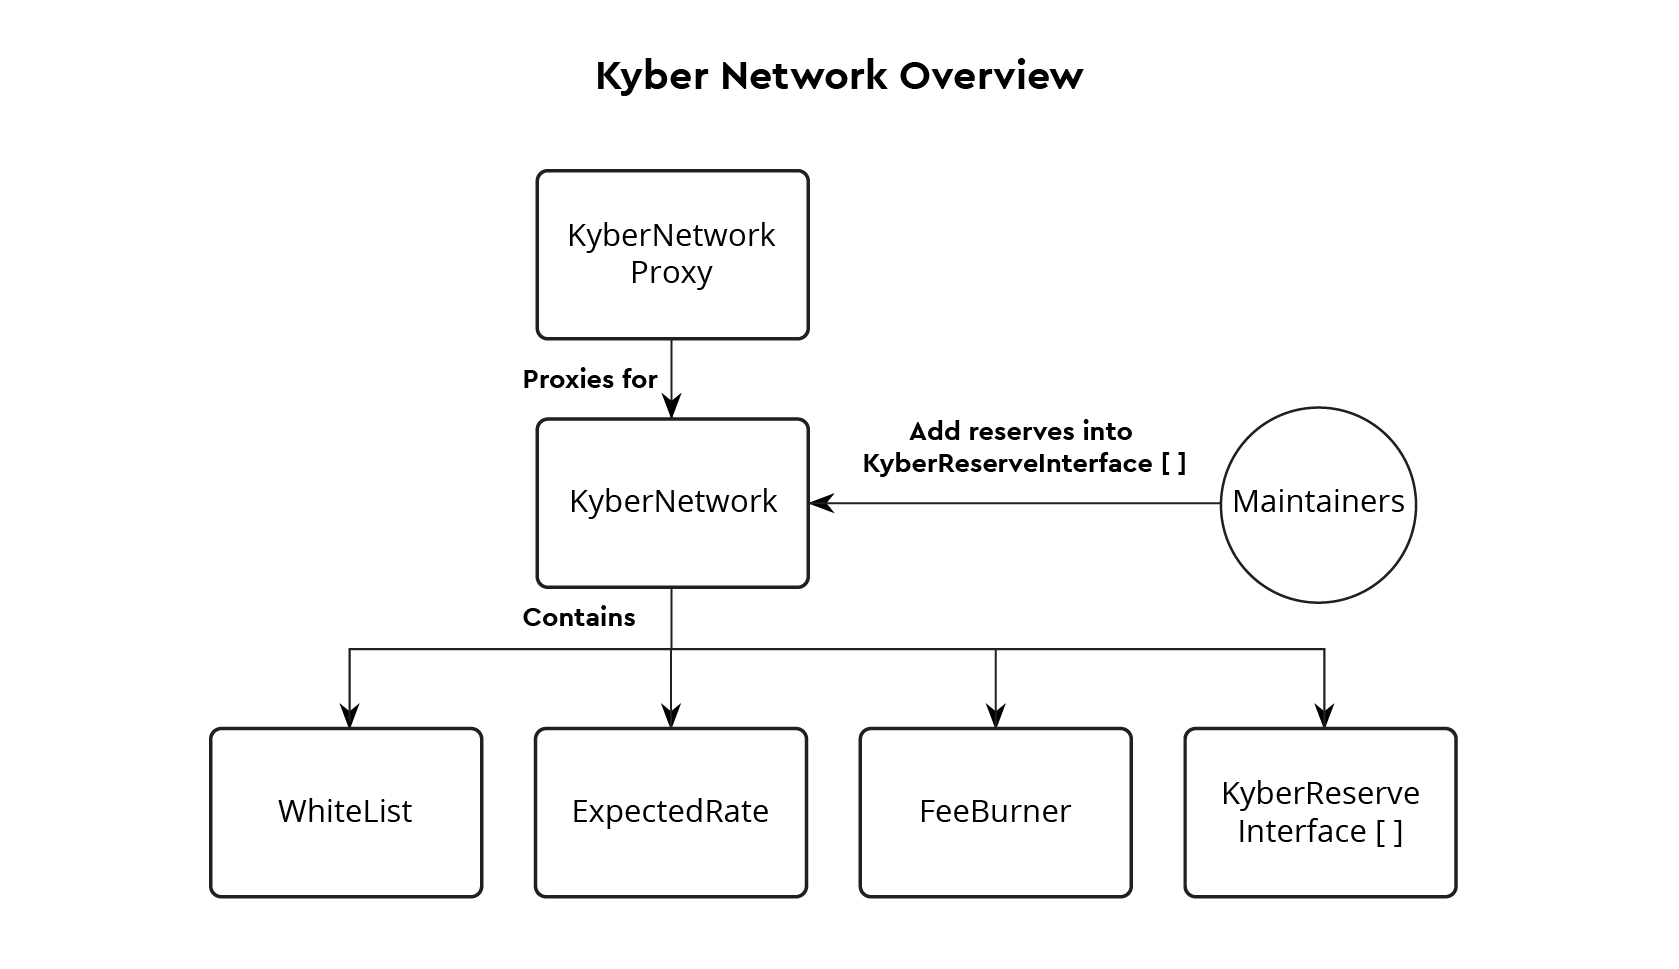 Kyber Network Overview
KyberNetwork
Proxy
Proxies for
Add reserves into
KyberReserveInterface [ ]
KyberNetwork
Maintainers
Contains
WhiteList
ExpectedRate
FeeBurner
KyberReserve
Interface [ ]